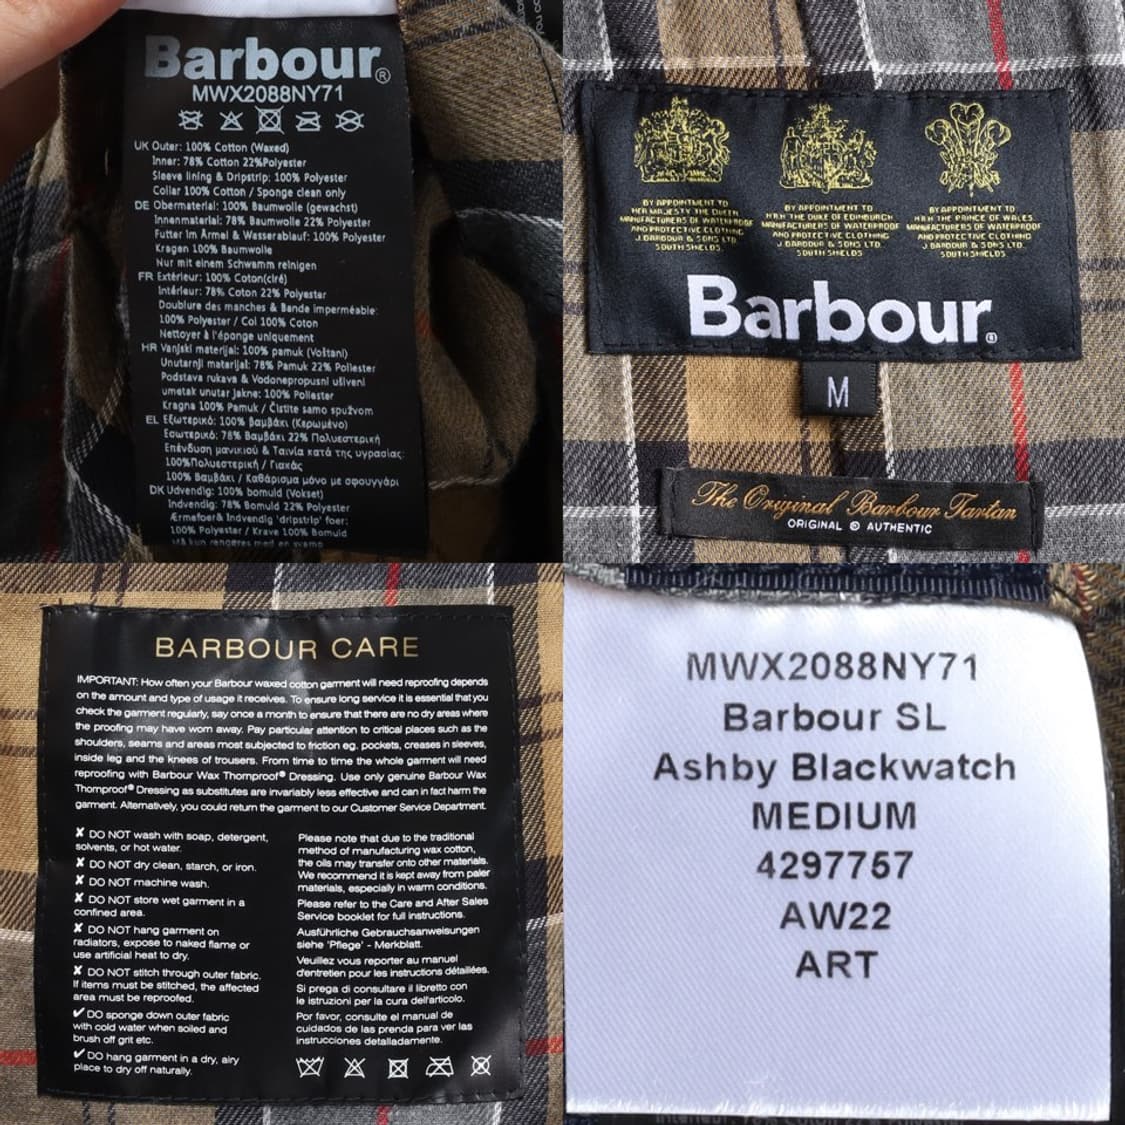 Barbour®
MWX2088NY71
UK Outer: 100% Cotton (Waxed)
Inner: 78% Cotton 22%Polyester
Sleeve lining & Dripstrip: 100% Polyester
Collar 100% Cotton / Sponge clean only
DE Obermaterial: 100% Baumwolle (gewachst)
Innenmaterial: 78% Baumwolle 22% Polyester
Futter im Ärmel & Wasserablauf: 100% Polyester
Kragen 100% Baumwolle
Nur mit einem Schwamm reinigen
FR Extérieur: 100% Coton(ciré)
Intérieur: 78% Coton 22% Polyester
Doublure des manches & Bande imperméable:
100% Polyester / Col 100% Coton
Nettoyer à l'éponge uniquement
HR Vanjski materijal: 100% pamuk (Voštani)
Unutarnji materijal: 78% Pamuk 22% Poliester
Podstava rukava & Vodonepropusni ušiveni
umetak unutar jakne: 100% Poliester
Kragna 100% Pamuk / Čistite samo spužvom
EL Εξωτερικό: 100% Βαμβάκι (Κερωμένο)
Εσωτερικό: 78% Βαμβάκι 22% Πολυεστερική
Επένδυση μανικιού & Ταινία κατά της υγρασίας:
100%Πολυεστερική / Γιακάς
100% Βαμβάκι / Καθάρισμα μόνο με σφουγγάρι
DK Udvendig: 100% bomuld (Vokset)
Indvendig: 78% Bomuld 22% Polyester
Ærmefoer& Indvendig 'dripstrip' foer:
100% Polyester / Krave 100% Bomuld
Må kun rengøres med en svamp
BY APPOINTMENT TO
HER MAJESTY THE QUEEN
MANUFACTURERS OF WATERPROOF
AND PROTECTIVE CLOTHING
J. BARBOUR & SONS LTD.
SOUTH SHIELDS
BY APPOINTMENT TO
H.R.H THE DUKE OF EDINBURGH
MANUFACTURERS OF WATERPROOF
AND PROTECTIVE CLOTHING
J. BARBOUR & SONS LTD
SOUTH SHIELDS
BY APPOINTMENT TO
H.R.H THE PRINCE OF WALES
MANUFACTURERS OF WATERPROOF
AND PROTECTIVE CLOTHING
J. BARBOUR & SONS LTD
SOUTH SHIELDS
Barbour®
M
The Original Barbour Tartan
ORIGINAL & AUTHENTIC
BARBOUR CARE
IMPORTANT: How often your Barbour waxed cotton garment will need reproofing depends
on the amount and type of usage it receives. To ensure long service it is essential that you
check the garment regularly, say once a month to ensure that there are no dry areas where
the proofing may have worn away. Pay particular attention to critical places such as the
shoulders, seams and areas most subjected to friction eg. pockets, creases in sleeves,
inside leg and the knees of trousers. From time to time the whole garment will need
reproofing with Barbour Wax Thornproof® Dressing. Use only genuine Barbour Wax
Thornproof® Dressing as substitutes are invariably less effective and can in fact harm the
garment. Alternatively, you could return the garment to our Customer Service Department.
✘ DO NOT wash with soap, detergent,
solvents, or hot water.
✘ DO NOT dry clean, starch, or iron.
✘ DO NOT machine wash.
✘ DO NOT store wet garment in a
confined area.
✘ DO NOT hang garment on
radiators, expose to naked flame or
use artificial heat to dry.
✘ DO NOT stitch through outer fabric.
If items must be stitched, the affected
area must be reproofed.
✔ DO sponge down outer fabric
with cold water when soiled and
brush off grit etc.
✔ DO hang garment in a dry, airy
place to dry off naturally.
Please note that due to the traditional
method of manufacturing wax cotton,
the oils may transfer onto other materials.
We recommend it is kept away from paler
materials, especially in warm conditions.
Please refer to the Care and After Sales
Service booklet for full instructions.
Ausführliche Gebrauchsanweisungen
siehe 'Pflege' - Merkblatt.
Veuillez vous reporter au manuel
d'entretien pour les instructions détaillées.
Si prega di consultare il libretto con
le istruzioni per la cura dell'articolo.
Por favor, consulte el manual de
cuidados de las prenda para ver las
instrucciones detalladamente.
MWX2088NY71
Barbour SL
Ashby Blackwatch
MEDIUM
4297757
AW22
ART